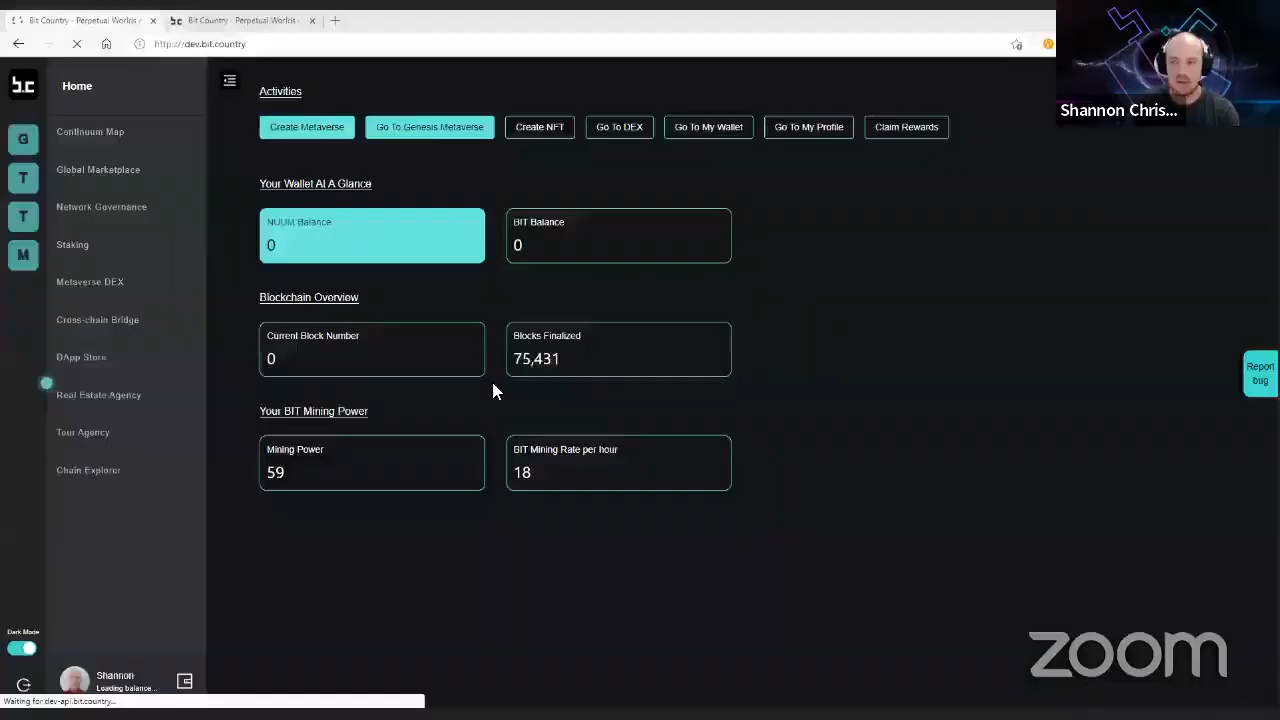 Bit Country - Perpetual Worlds
Bit Country - Perpetual Worlds
https://dev.bit.country
Shannon Chris...
b.c
G
T
T
M
Home
Continuum Map
Global Marketplace
Network Governance
Staking
Metaverse DEX
Cross-chain Bridge
DApp Store
Real Estate Agency
Tour Agency
Chain Explorer
Activities
Create Metaverse
Go To Genesis Metaverse
Create NFT
Go To DEX
Go To My Wallet
Go To My Profile
Claim Rewards
Your Wallet At A Glance
NUUM Balance
0
BIT Balance
0
Blockchain Overview
Current Block Number
0
Blocks Finalized
75,431
Your BIT Mining Power
Mining Power
59
BIT Mining Rate per hour
18
Report
bug
Dark Mode
Shannon
Loading balance...
Waiting for dev-api.bit.country...
zoom